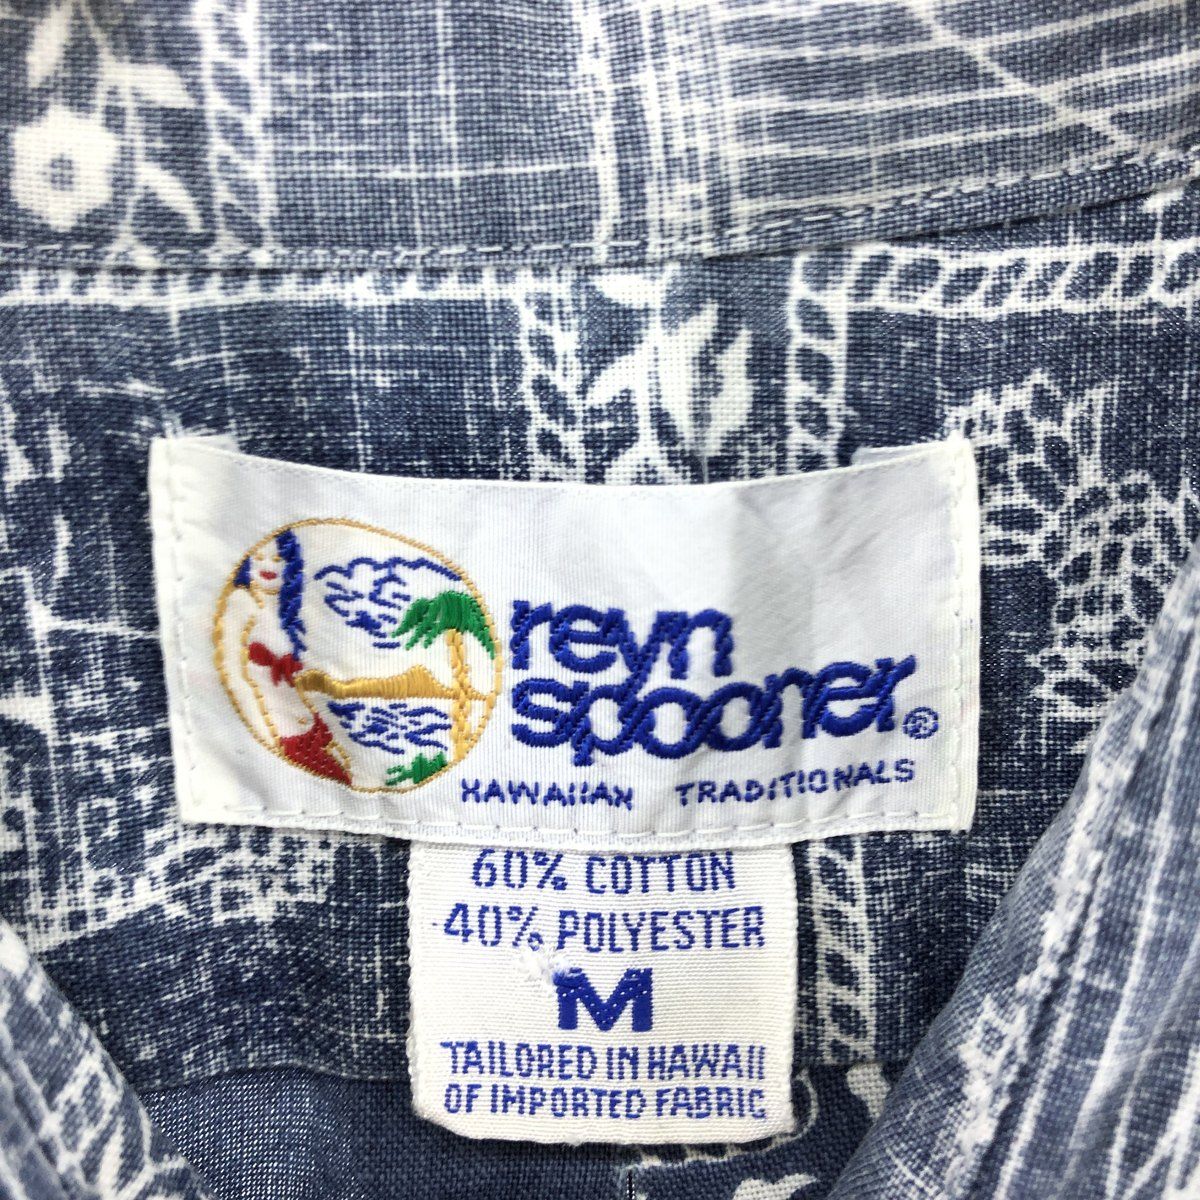 reyn
spooner®
HAWAIIAN TRADITIONALS
60% COTTON
40% POLYESTER
M
TAILORED IN HAWAII
OF IMPORTED FABRIC